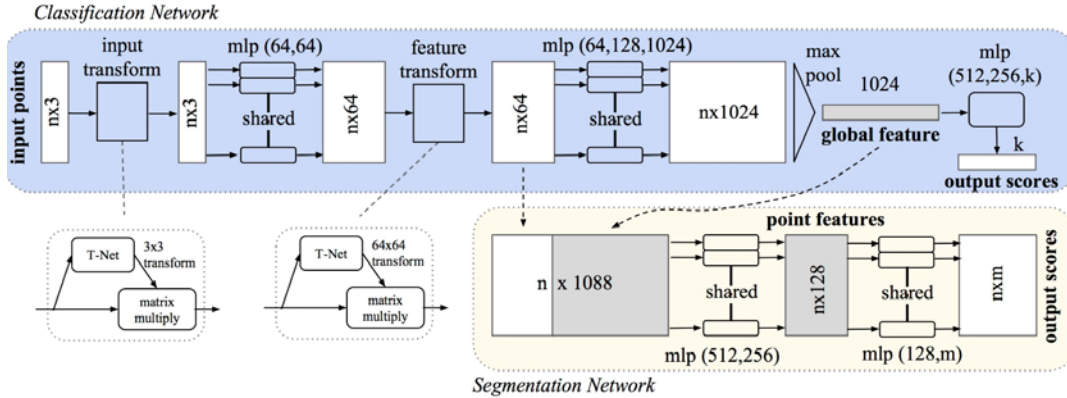 Classification Network
input points
nx3
input
transform
nx3
mlp (64,64)
shared
nx64
feature
transform
nx64
mlp (64,128,1024)
shared
nx1024
max
pool
1024
global feature
mlp
(512,256,k)
k
output scores
T-Net
3x3
transform
matrix
multiply
T-Net
64x64
transform
matrix
multiply
point features
n x 1088
shared
mlp (512,256)
nx128
shared
mlp (128,m)
nxm
output scores
Segmentation Network